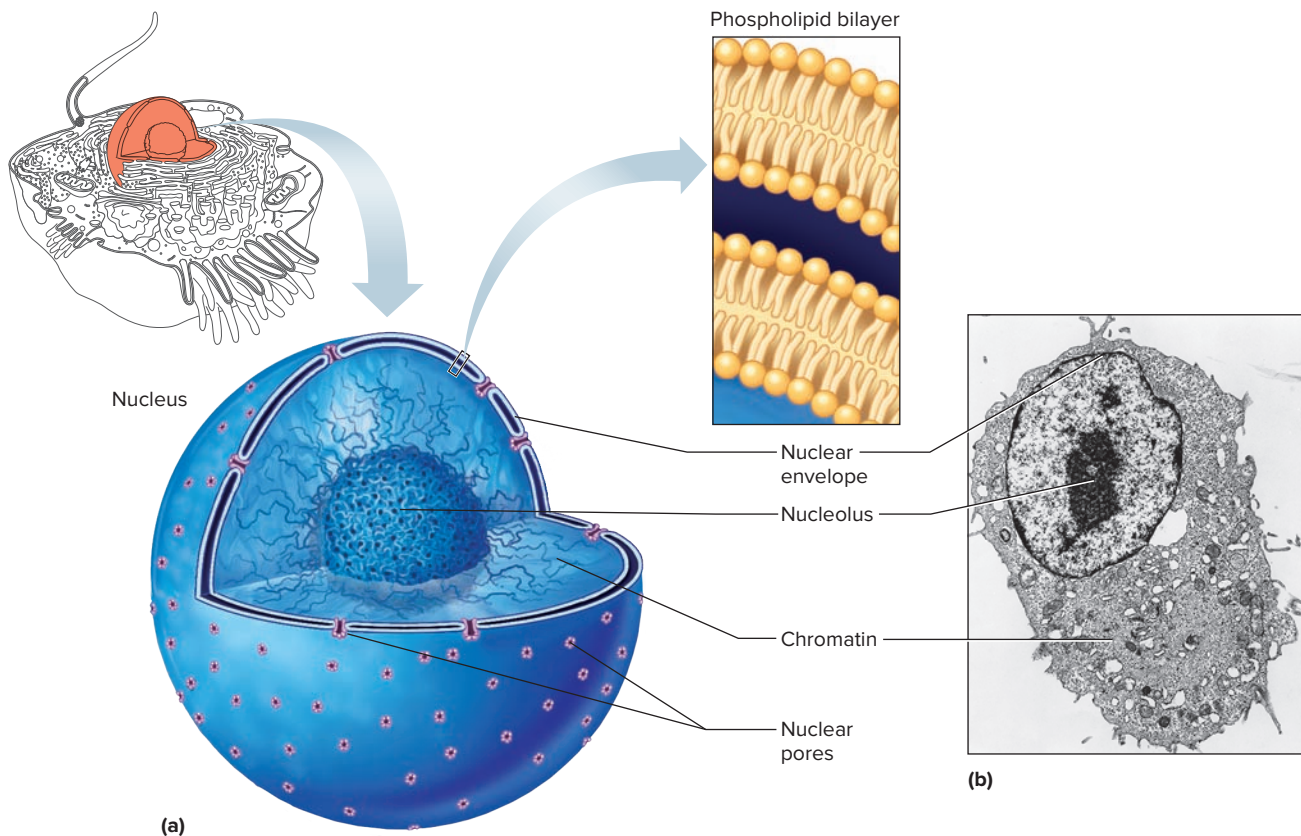 Phospholipid bilayer
Nucleus
Nuclear
envelope
Nucleolus
Chromatin
Nuclear
pores
(a)
(b)